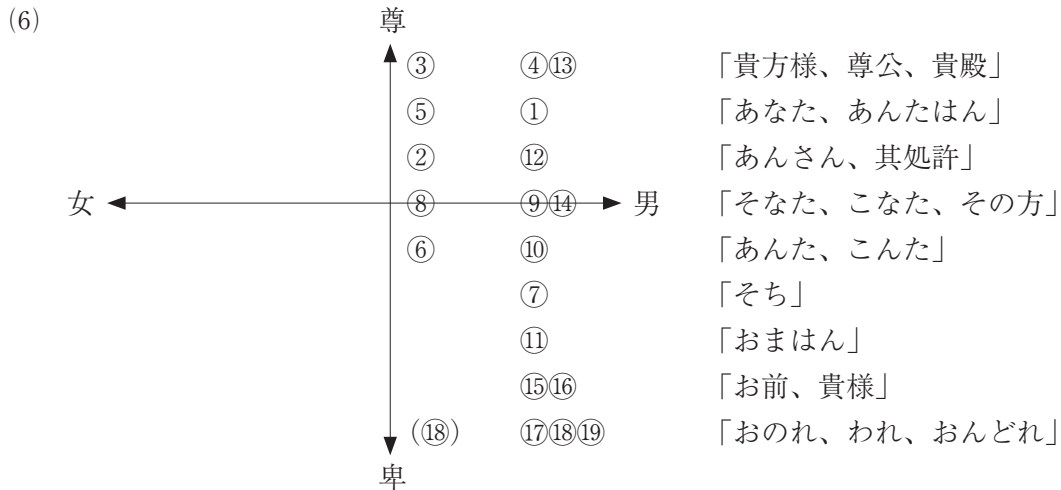 (6)
尊
③ ④⑬ 「貴方様、尊公、貴殿」
⑤ ① 「あなた、あんたはん」
② ⑫ 「あんさん、其処許」
女 ⑧ ⑨⑭ 男 「そなた、こなた、その方」
⑥ ⑩ 「あんた、こんた」
⑦ 「そち」
⑪ 「おまはん」
⑮⑯ 「お前、貴様」
(⑱) ⑰⑱⑲ 「おのれ、われ、おんどれ」
卑